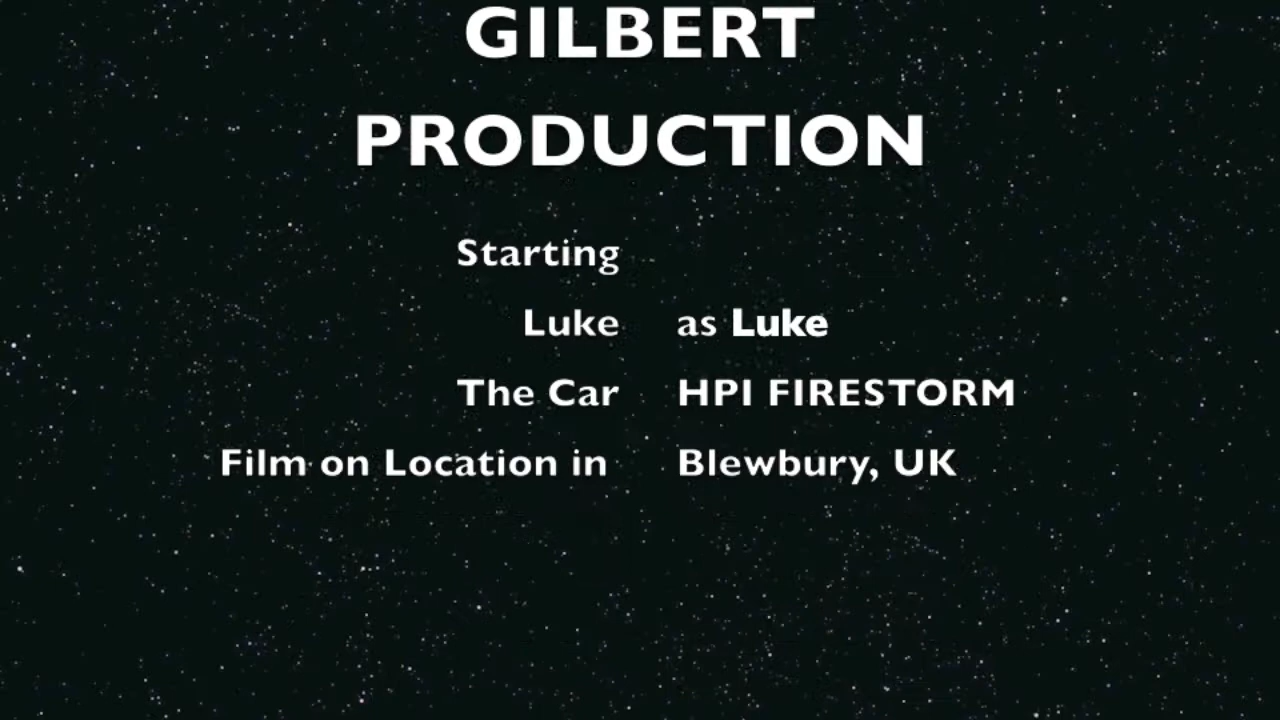 GILBERT
PRODUCTION
Starting
Luke as Luke
The Car HPI FIRESTORM
Film on Location in Blewbury, UK